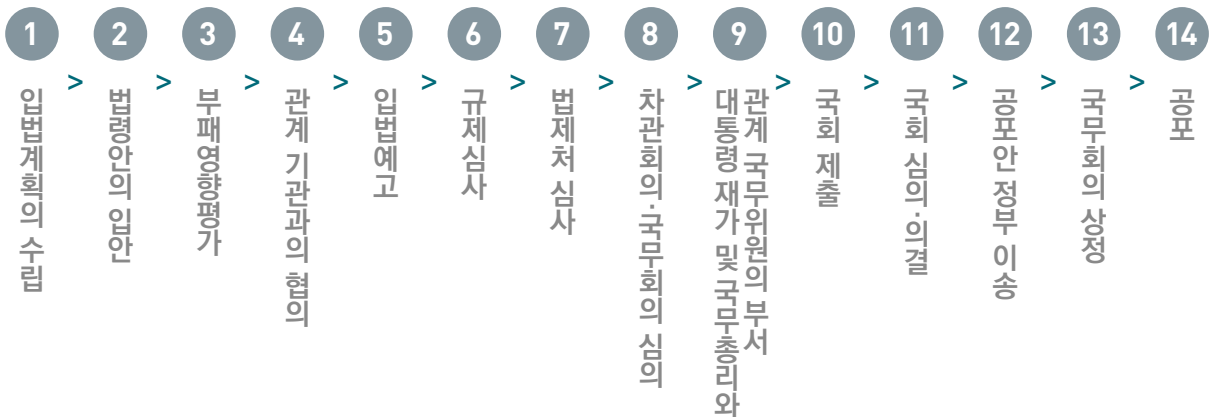 1
입법계획의 수립
>
2
법령안의 입안
>
3
부패영향평가
>
4
관계 기관과의 협의
>
5
입법예고
>
6
규제심사
>
7
법제처 심사
>
8
차관회의·국무회의 심의
>
9
대통령 재가 및 국무총리와
관계 국무위원의 부서
>
10
국회 제출
>
11
국회 심의·의결
>
12
공포안 정부 이송
>
13
국무회의 상정
>
14
공포